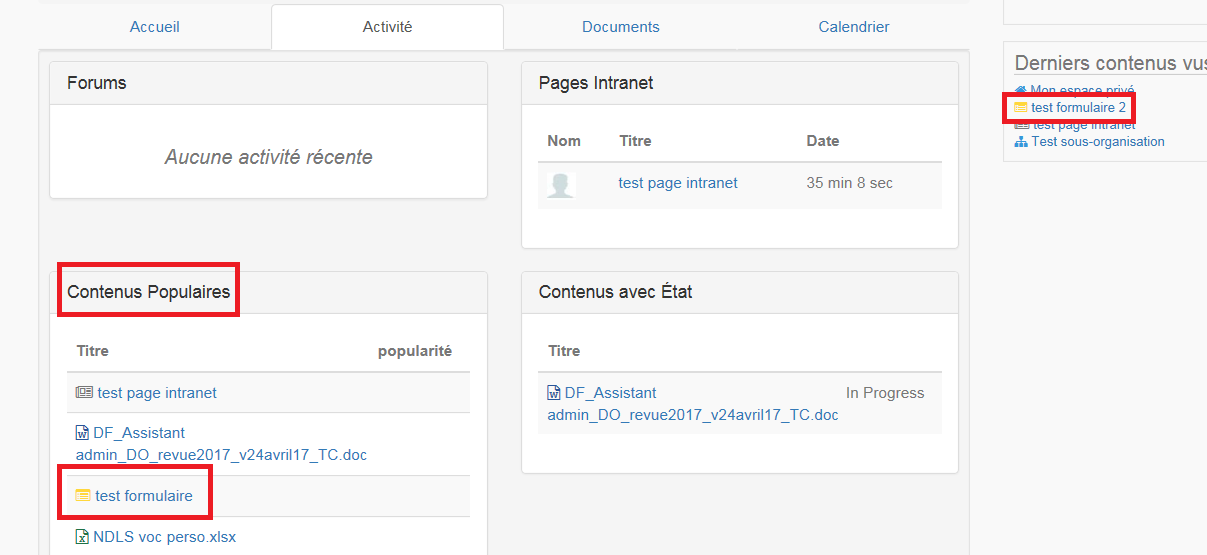 Accueil
Activité
Documents
Calendrier
Forums
Aucune activité récente
Pages Intranet
Nom Titre Date
test page intranet 35 min 8 sec
Contenus Populaires
Titre popularité
test page intranet
DF_Assistant
admin_DO_revue2017_v24avril17_TC.doc
test formulaire
NDLS voc perso.xlsx
Contenus avec État
Titre
DF_Assistant In Progress
admin_DO_revue2017_v24avril17_TC.doc
Derniers contenus vus
Mon espace privé
test formulaire 2
test page intranet
Test sous-organisation